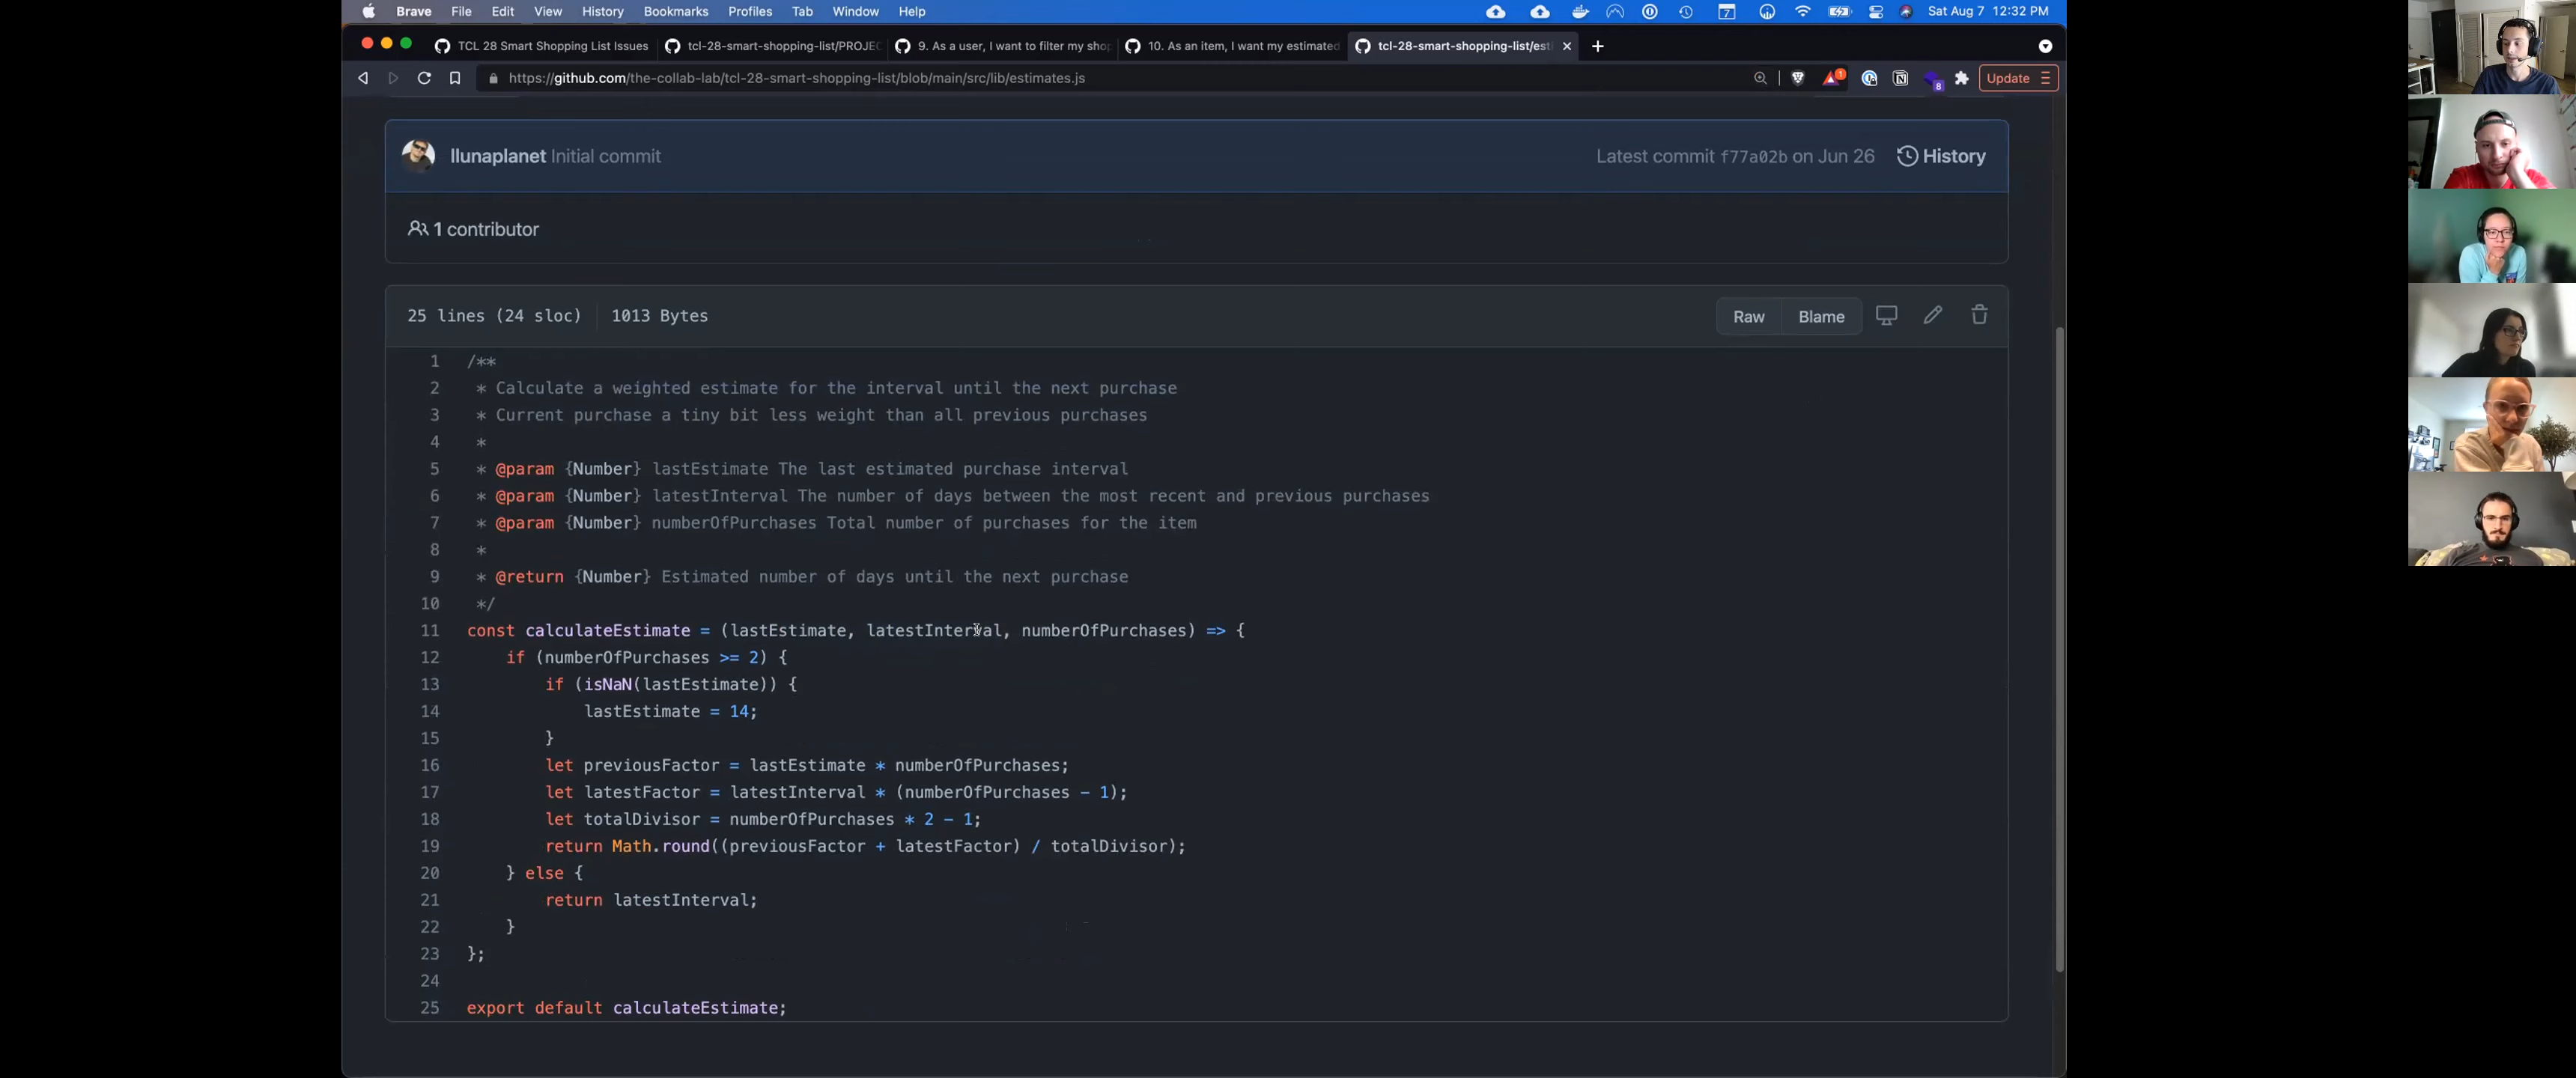 Brave File Edit View History Bookmarks Profiles Tab Window Help
7 Sat Aug 7 12:32 PM
TCL 28 Smart Shopping List Issues
tcl-28-smart-shopping-list/PROJEC
9. As a user, I want to filter my shop
10. As an item, I want my estimated
tcl-28-smart-shopping-list/esti
https://github.com/the-collab-lab/tcl-28-smart-shopping-list/blob/main/src/lib/estimates.js
1
8
Update
llunaplanet Initial commit
Latest commit f77a02b on Jun 26 History
1 contributor
25 lines (24 sloc) 1013 Bytes
Raw Blame
1 /**
2 * Calculate a weighted estimate for the interval until the next purchase
3 * Current purchase a tiny bit less weight than all previous purchases
4 *
5 * @param {Number} lastEstimate The last estimated purchase interval
6 * @param {Number} latestInterval The number of days between the most recent and previous purchases
7 * @param {Number} numberOfPurchases Total number of purchases for the item
8 *
9 * @return {Number} Estimated number of days until the next purchase
10 */
11 const calculateEstimate = (lastEstimate, latestInterval, numberOfPurchases) => {
12 if (numberOfPurchases >= 2) {
13 if (isNaN(lastEstimate)) {
14 lastEstimate = 14;
15 }
16 let previousFactor = lastEstimate * numberOfPurchases;
17 let latestFactor = latestInterval * (numberOfPurchases - 1);
18 let totalDivisor = numberOfPurchases * 2 - 1;
19 return Math.round((previousFactor + latestFactor) / totalDivisor);
20 } else {
21 return latestInterval;
22 }
23 };
24
25 export default calculateEstimate;